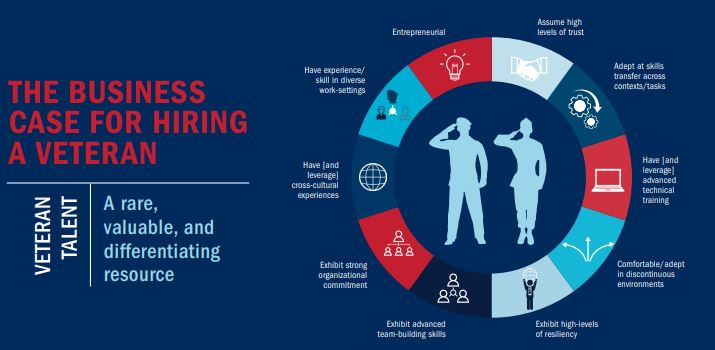 THE BUSINESS
CASE FOR HIRING
A VETERAN
VETERAN
TALENT
A rare,
valuable, and
differentiating
resource
Entrepreneurial
Assume high
levels of trust
Adept at skills
transfer across
contexts/tasks
Have [and
leverage]
advanced
technical
training
Comfortable/adept
in discontinuous
environments
Exhibit high-levels
of resiliency
Exhibit advanced
team-building skills
Exhibit strong
organizational
commitment
Have [and
leverage]
cross-cultural
experiences
Have experience/
skill in diverse
work-settings